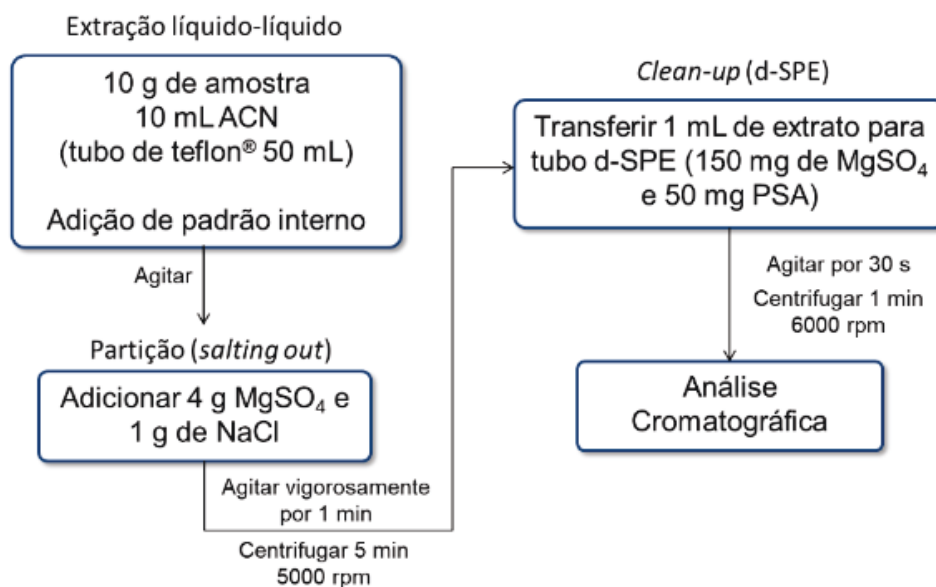 Extração líquido-líquido
10 g de amostra
10 mL ACN
(tubo de teflon® 50 mL)
Adição de padrão interno
Agitar
Partição (salting out)
Adicionar 4 g MgSO₄ e
1 g de NaCl
Agitar vigorosamente
por 1 min
Centrifugar 5 min
5000 rpm
Clean-up (d-SPE)
Transferir 1 mL de extrato para
tubo d-SPE (150 mg de MgSO₄
e 50 mg PSA)
Agitar por 30 s
Centrifugar 1 min
6000 rpm
Análise
Cromatográfica